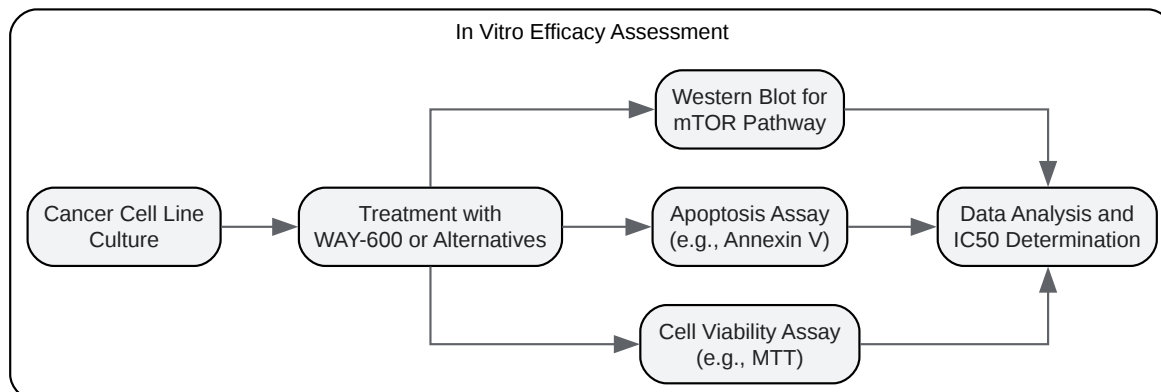 In Vitro Efficacy Assessment
Western Blot for
mTOR Pathway
Cancer Cell Line
Culture
Treatment with
WAY-600 or Alternatives
Apoptosis Assay
(e.g., Annexin V)
Data Analysis and
IC50 Determination
Cell Viability Assay
(e.g., MTT)